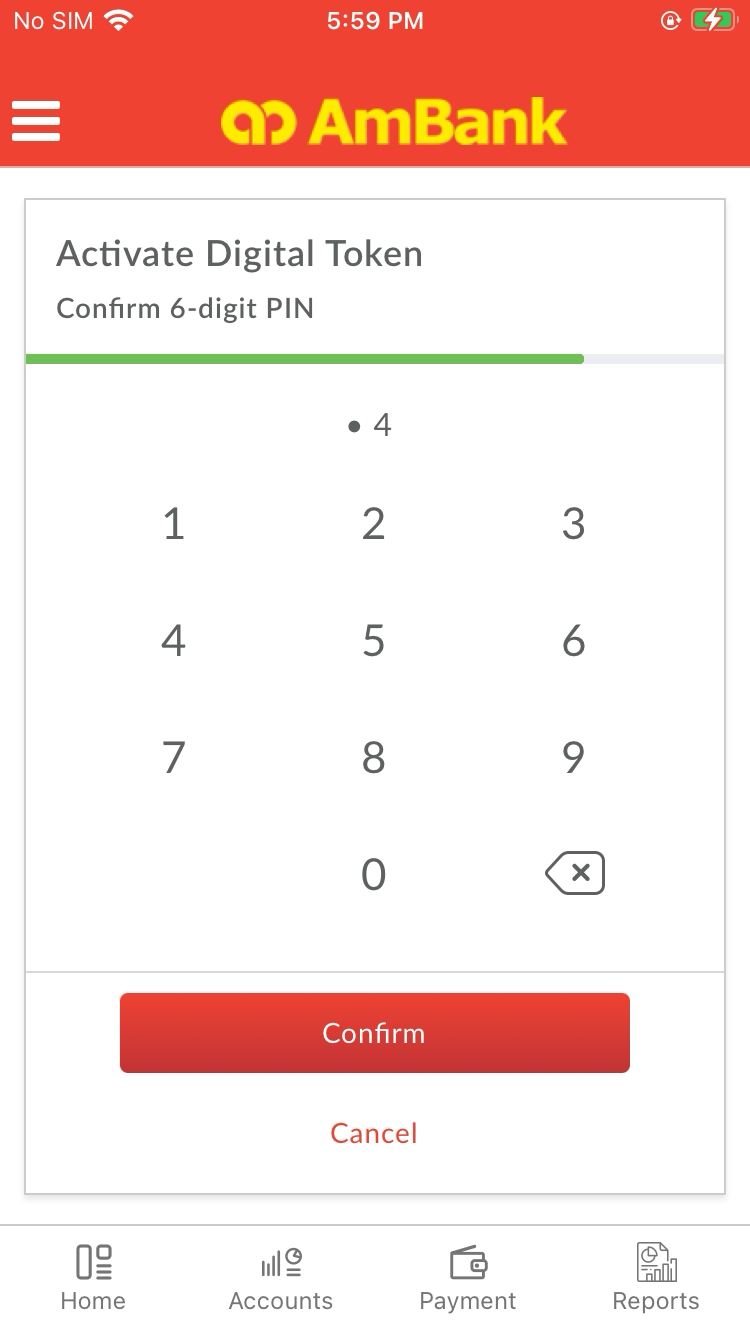 No SIM 5:59 PM
AmBank
Activate Digital Token
Confirm 6-digit PIN
• 4
1 2 3
4 5 6
7 8 9
0
Confirm
Cancel
Home Accounts Payment Reports